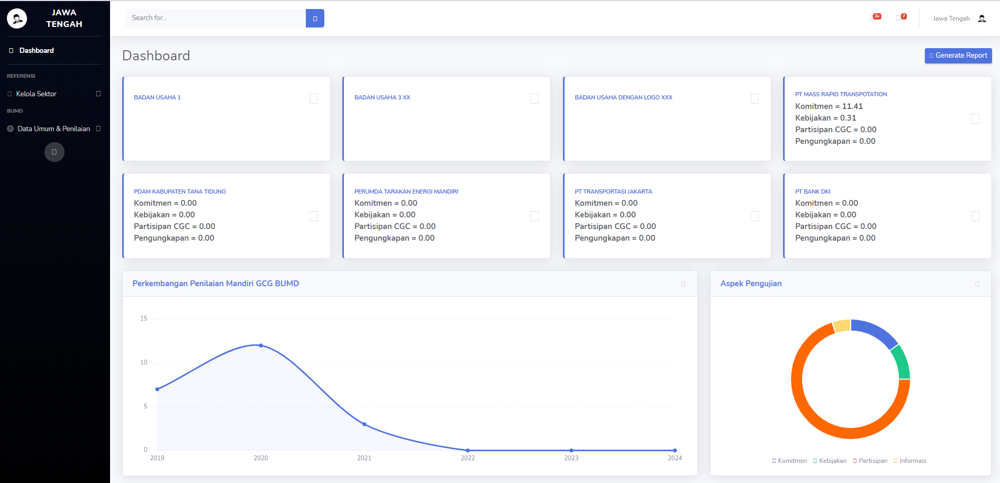 JAWA
TENGAH
Dashboard
REFERENSI
Kelola Sektor
BUMD
P Data Umum & Penilaian
Search for...
3+
7
Jawa Tengah
Dashboard
Generate Report
BADAN USAHA 1
BADAN USAHA 3 XX
BADAN USAHA DENGAN LOGO XXX
PT MASS RAPID TRANSPOTATION
Komitmen = 11.41
Kebijakan = 0.31
Partisipan CGC = 0.00
Pengungkapan = 0.00
PDAM KABUPATEN TANA TIDUNG
Komitmen = 0.00
Kebijakan = 0.00
Partisipan CGC = 0.00
Pengungkapan = 0.00
PERUMDA TARAKAN ENERGI MANDIRI
Komitmen = 0.00
Kebijakan = 0.00
Partisipan CGC = 0.00
Pengungkapan = 0.00
PT TRANSPORTASI JAKARTA
Komitmen = 0.00
Kebijakan = 0.00
Partisipan CGC = 0.00
Pengungkapan = 0.00
PT BANK DKI
Komitmen = 0.00
Kebijakan = 0.00
Partisipan CGC = 0.00
Pengungkapan = 0.00
Perkembangan Penilaian Mandiri GCG BUMD
15
10
5
0
2019 2020 2021 2022 2023 2024
Aspek Pengujian
Komitmen Kebijakan Partisipan Informasi